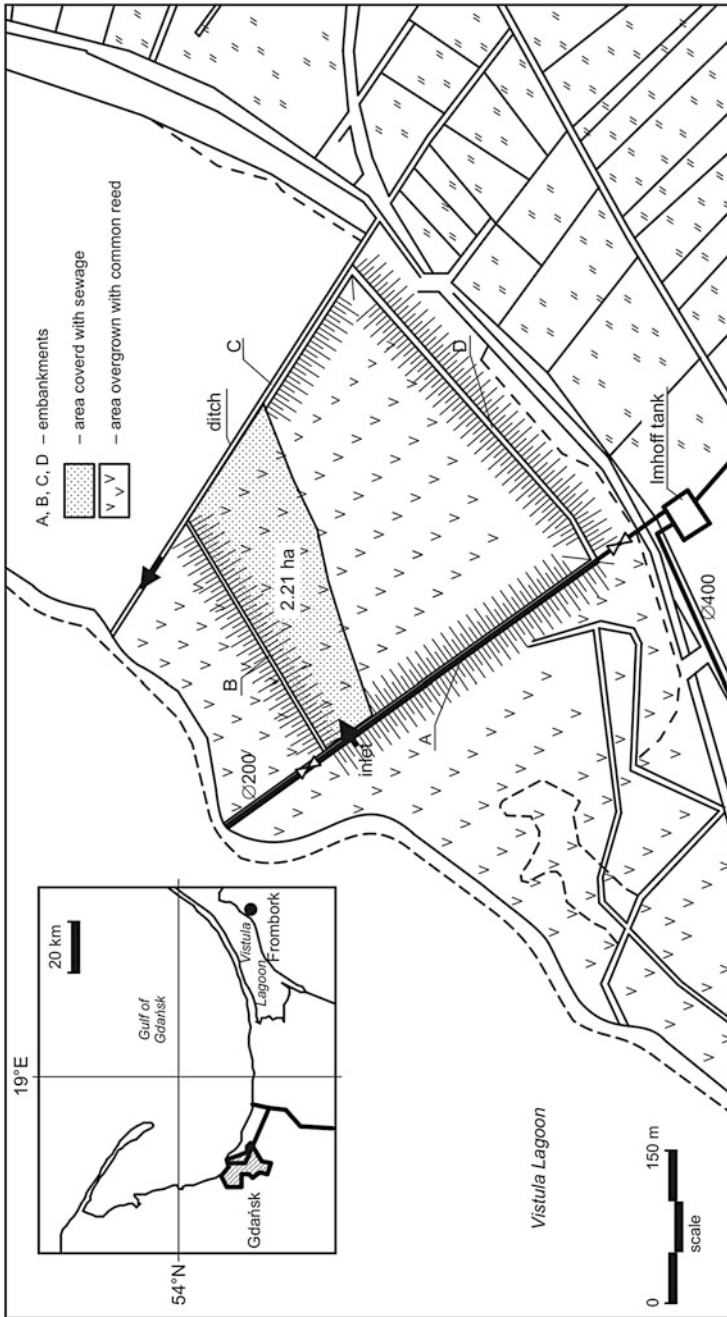 19°E
54°N
20 km
Gulf of
Gdańsk
Vistula
Lagoon
Frombork
Gdańsk
A, B, C, D – embankments
– area coverd with sewage
– area overgrown with common reed
ditch
C
B
2.21 ha
D
A
inlet
Ø200
Imhoff tank
Ø400
Vistula Lagoon
0
150 m
scale